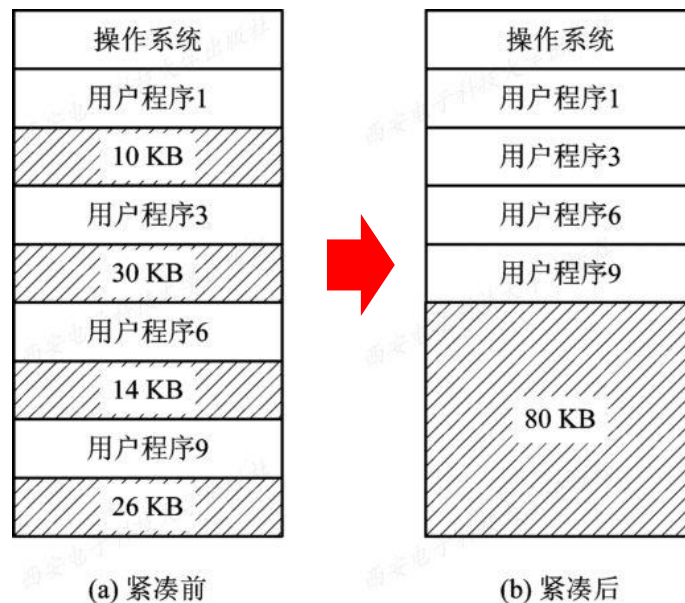 操作系统
用户程序1
10 KB
用户程序3
30 KB
用户程序6
14 KB
用户程序9
26 KB
(a) 紧凑前
操作系统
用户程序1
用户程序3
用户程序6
用户程序9
80 KB
(b) 紧凑后